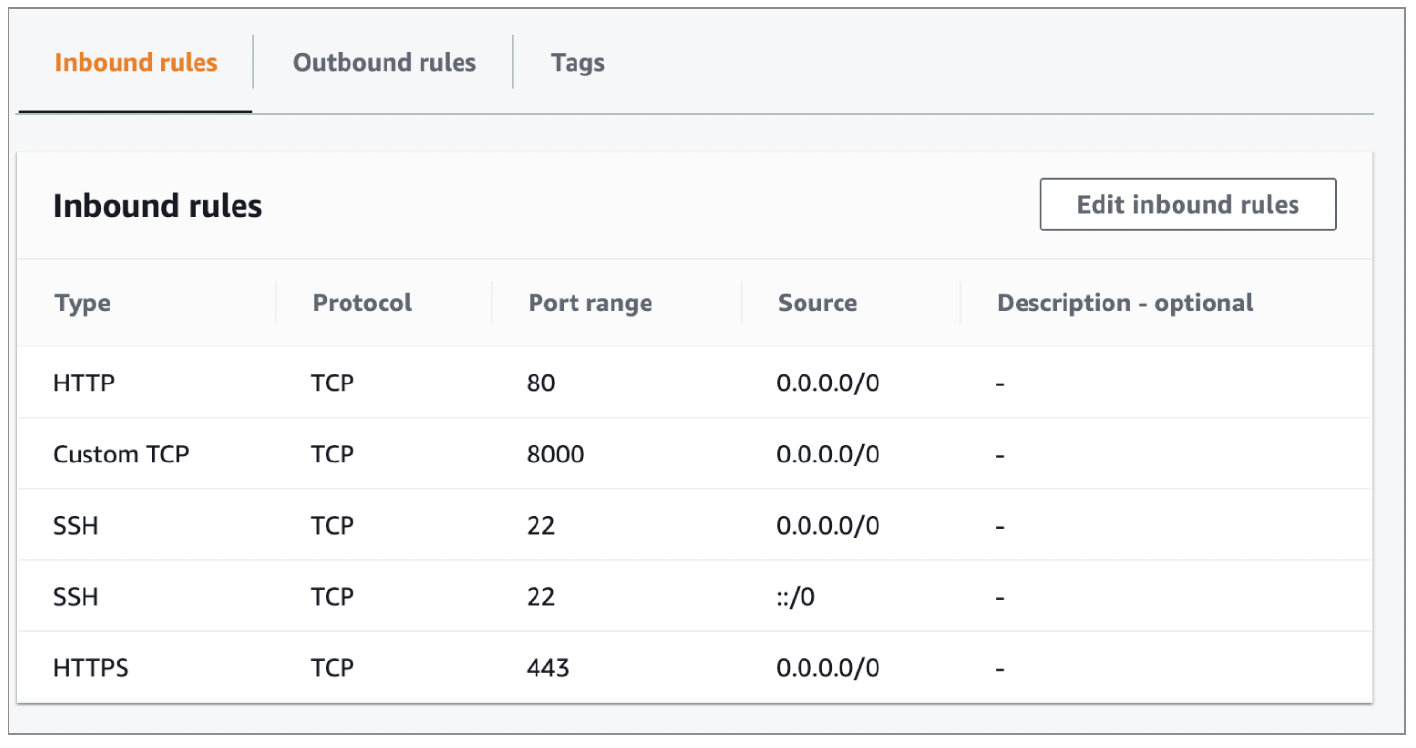 Inbound rules Outbound rules Tags
Inbound rules Edit inbound rules
Type Protocol Port range Source Description - optional
HTTP TCP 80 0.0.0.0/0 -
Custom TCP TCP 8000 0.0.0.0/0 -
SSH TCP 22 0.0.0.0/0 -
SSH TCP 22 ::/0 -
HTTPS TCP 443 0.0.0.0/0 -